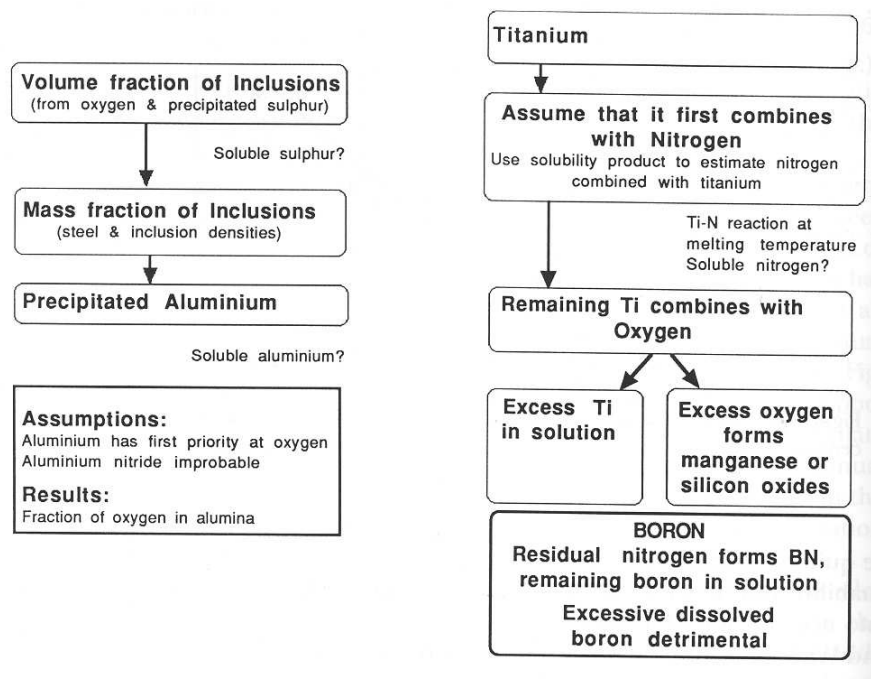 Volume fraction of Inclusions
(from oxygen & precipitated sulphur)
Soluble sulphur?
Mass fraction of Inclusions
(steel & inclusion densities)
Precipitated Aluminium
Soluble aluminium?
Assumptions:
Aluminium has first priority at oxygen
Aluminium nitride improbable
Results:
Fraction of oxygen in alumina
Titanium
Assume that it first combines
with Nitrogen
Use solubility product to estimate nitrogen
combined with titanium
Ti-N reaction at
melting temperature
Soluble nitrogen?
Remaining Ti combines with
Oxygen
Excess Ti
in solution
Excess oxygen
forms
manganese or
silicon oxides
BORON
Residual nitrogen forms BN,
remaining boron in solution
Excessive dissolved
boron detrimental